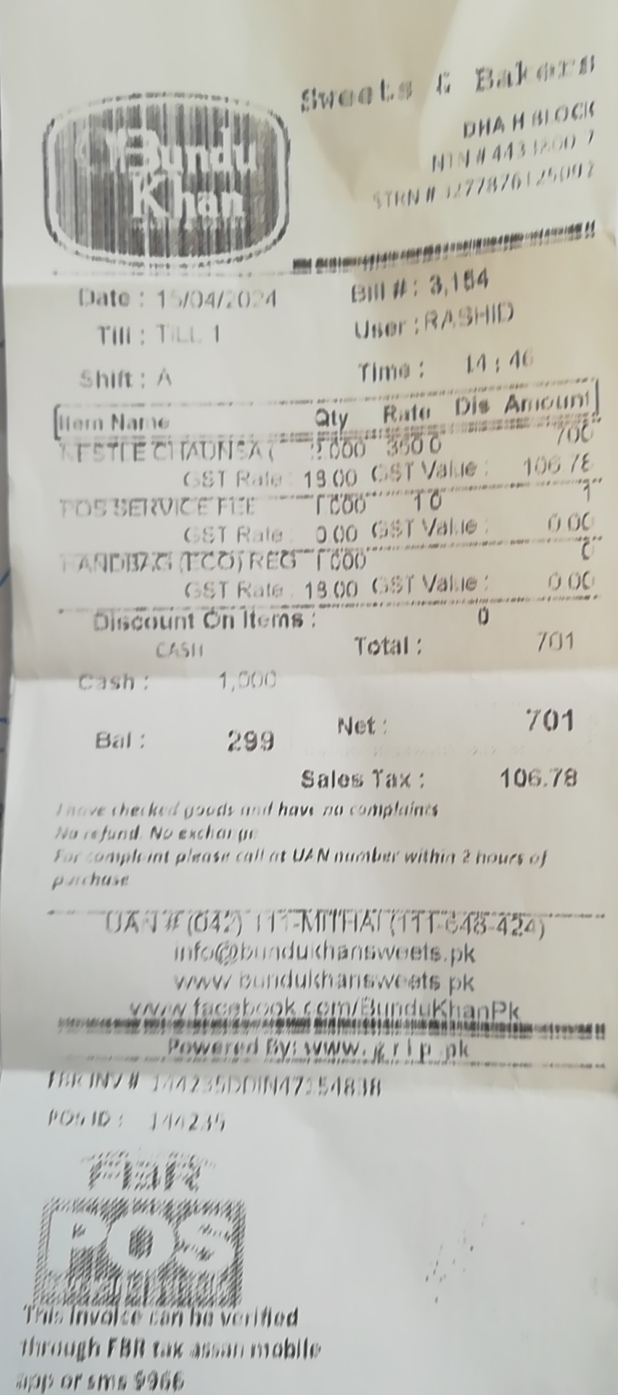 Sweets & Bakers
Bundu
Khan
DHA H BLOCK
NTN #
STRN #
Date : 15/04/2024 Bill #: 3,154
Till : TILL 1 User : RASHID
Shift : A Time : 14 : 46
Item Name Qty Rate Dis Amount
NESTLE CHAUNSA ( 2.000 350 0 700
GST Rate : 18.00 GST Value : 106.78
POS SERVICE FEE 1.000 1 0 1
GST Rate : 0.00 GST Value : 0.00
HANDBAG (ECO) REG 1.000 0
GST Rate : 18.00 GST Value : 0.00
Discount On Items : 0
CASH Total : 701
Cash : 1,000
Net : 701
Bal : 299
Sales Tax : 106.78
I have checked goods and have no complaints
No refund. No exchange
For complaint please call at UAN number within 2 hours of
purchase
UAN # (042) 111-MITHAI (111-648-424)
info@bundukhansweets.pk
www.bundukhansweets.pk
www.facebook.com/BunduKhanPk
Powered By: www.g r i p .pk
FBR INV #
POS ID : 144235
FBR
POS
This Invoice can be verified
through FBR tax assan mobile
app or sms 9966